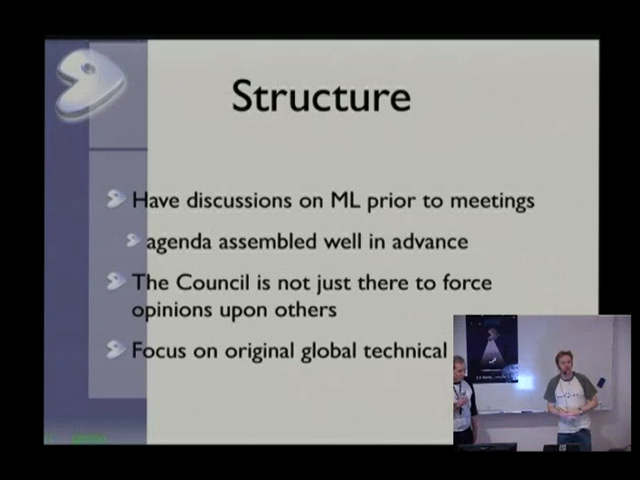 Structure
Have discussions on ML prior to meetings
agenda assembled well in advance
The Council is not just there to force
opinions upon others
Focus on original global technical